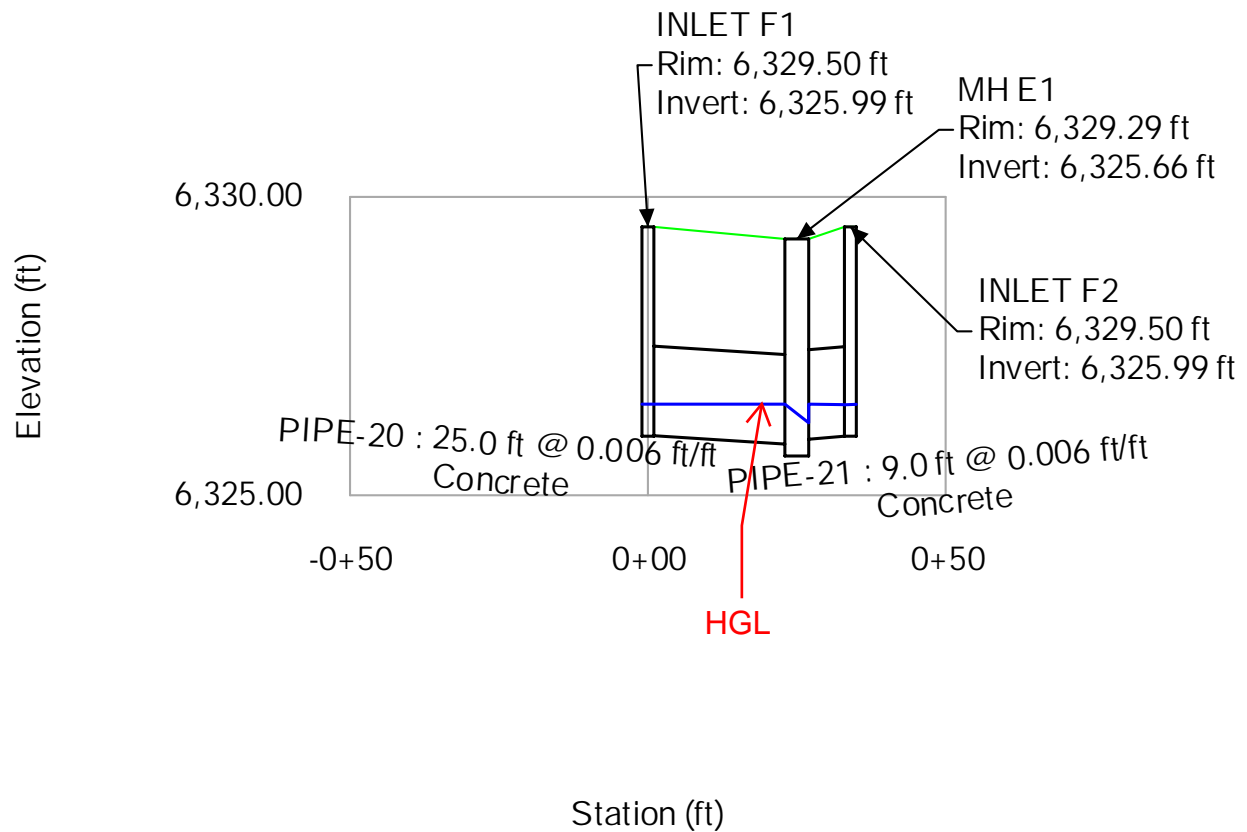 INLET F1
Rim: 6,329.50 ft
Invert: 6,325.99 ft
MH E1
Rim: 6,329.29 ft
Invert: 6,325.66 ft
6,330.00
Elevation (ft)
INLET F2
Rim: 6,329.50 ft
Invert: 6,325.99 ft
PIPE-20 : 25.0 ft @ 0.006 ft/ft
Concrete
PIPE-21 : 9.0 ft @ 0.006 ft/ft
Concrete
6,325.00
-0+50
0+00
0+50
HGL
Station (ft)